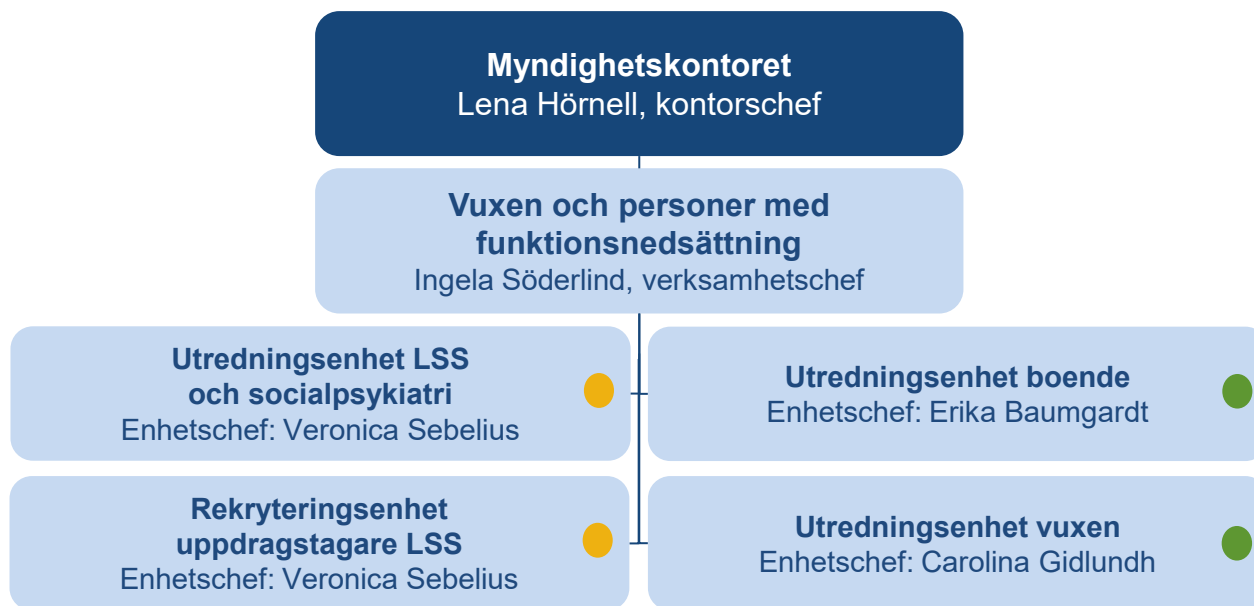 Myndighetskontoret
Lena Hörnell, kontorschef
Vuxen och personer med
funktionsnedsättning
Ingela Söderlind, verksamhetschef
Utredningsenhet LSS
och socialpsykiatri
Enhetschef: Veronica Sebelius
Utredningsenhet boende
Enhetschef: Erika Baumgardt
Rekryteringsenhet
uppdragstagare LSS
Enhetschef: Veronica Sebelius
Utredningsenhet vuxen
Enhetschef: Carolina Gidlundh